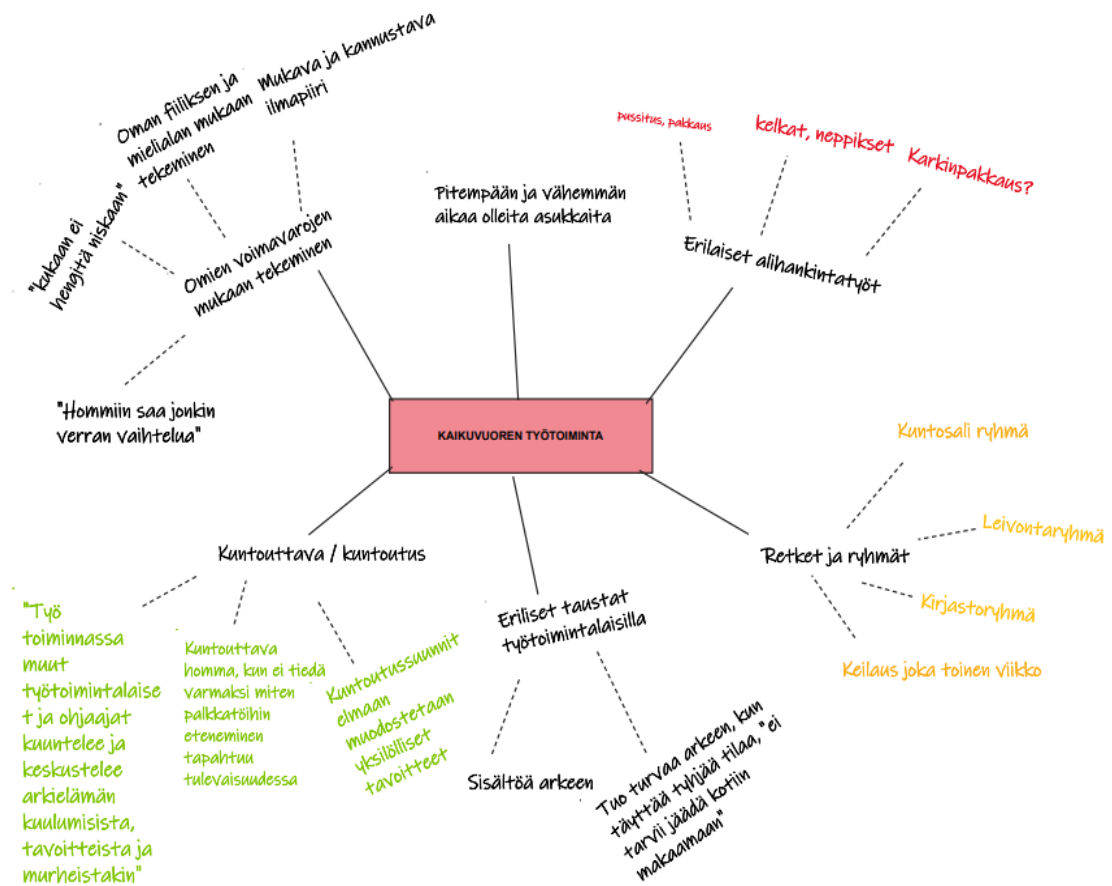 Oman fiiliksen ja
mielialan mukaan
tekeminen
Mukava ja kannustava
ilmapiiri
"kukaan ei
hengitä niskaan"
Omien voimavarojen
mukaan tekeminen
"Hommiin saa jonkin
verran vaihtelua"
Pitempään ja vähemmän
aikaa olleita asukkaita
pussitus, pakkaus
kelkat, neppikset
Karkinpakkaus?
Erilaiset alihankintatyöt
KAIKUVUOREN TYÖTOIMINTA
Kuntouttava / kuntoutus
"Työ
toiminnassa
muut
työtoimintalaise
t ja ohjaajat
kuuntelee ja
keskustelee
arkielämän
kuulumisista,
tavoitteista ja
murheistakin"
Kuntouttava
homma, kun ei tiedä
varmaksi miten
palkkatöihin
eteneminen
tapahtuu
tulevaisuudessa
Kuntoutussuunnit
elmaan
muodostetaan
yksilölliset
tavoitteet
Eriliset taustat
työtoimintalaisilla
Sisältöä arkeen
Tuo turvaa arkeen, kun
täyttää tyhjää tilaa, "ei
tarvii jäädä kotiin
makaamaan"
Retket ja ryhmät
Kuntosali ryhmä
Leivontaryhmä
Kirjastoryhmä
Keilaus joka toinen viikko